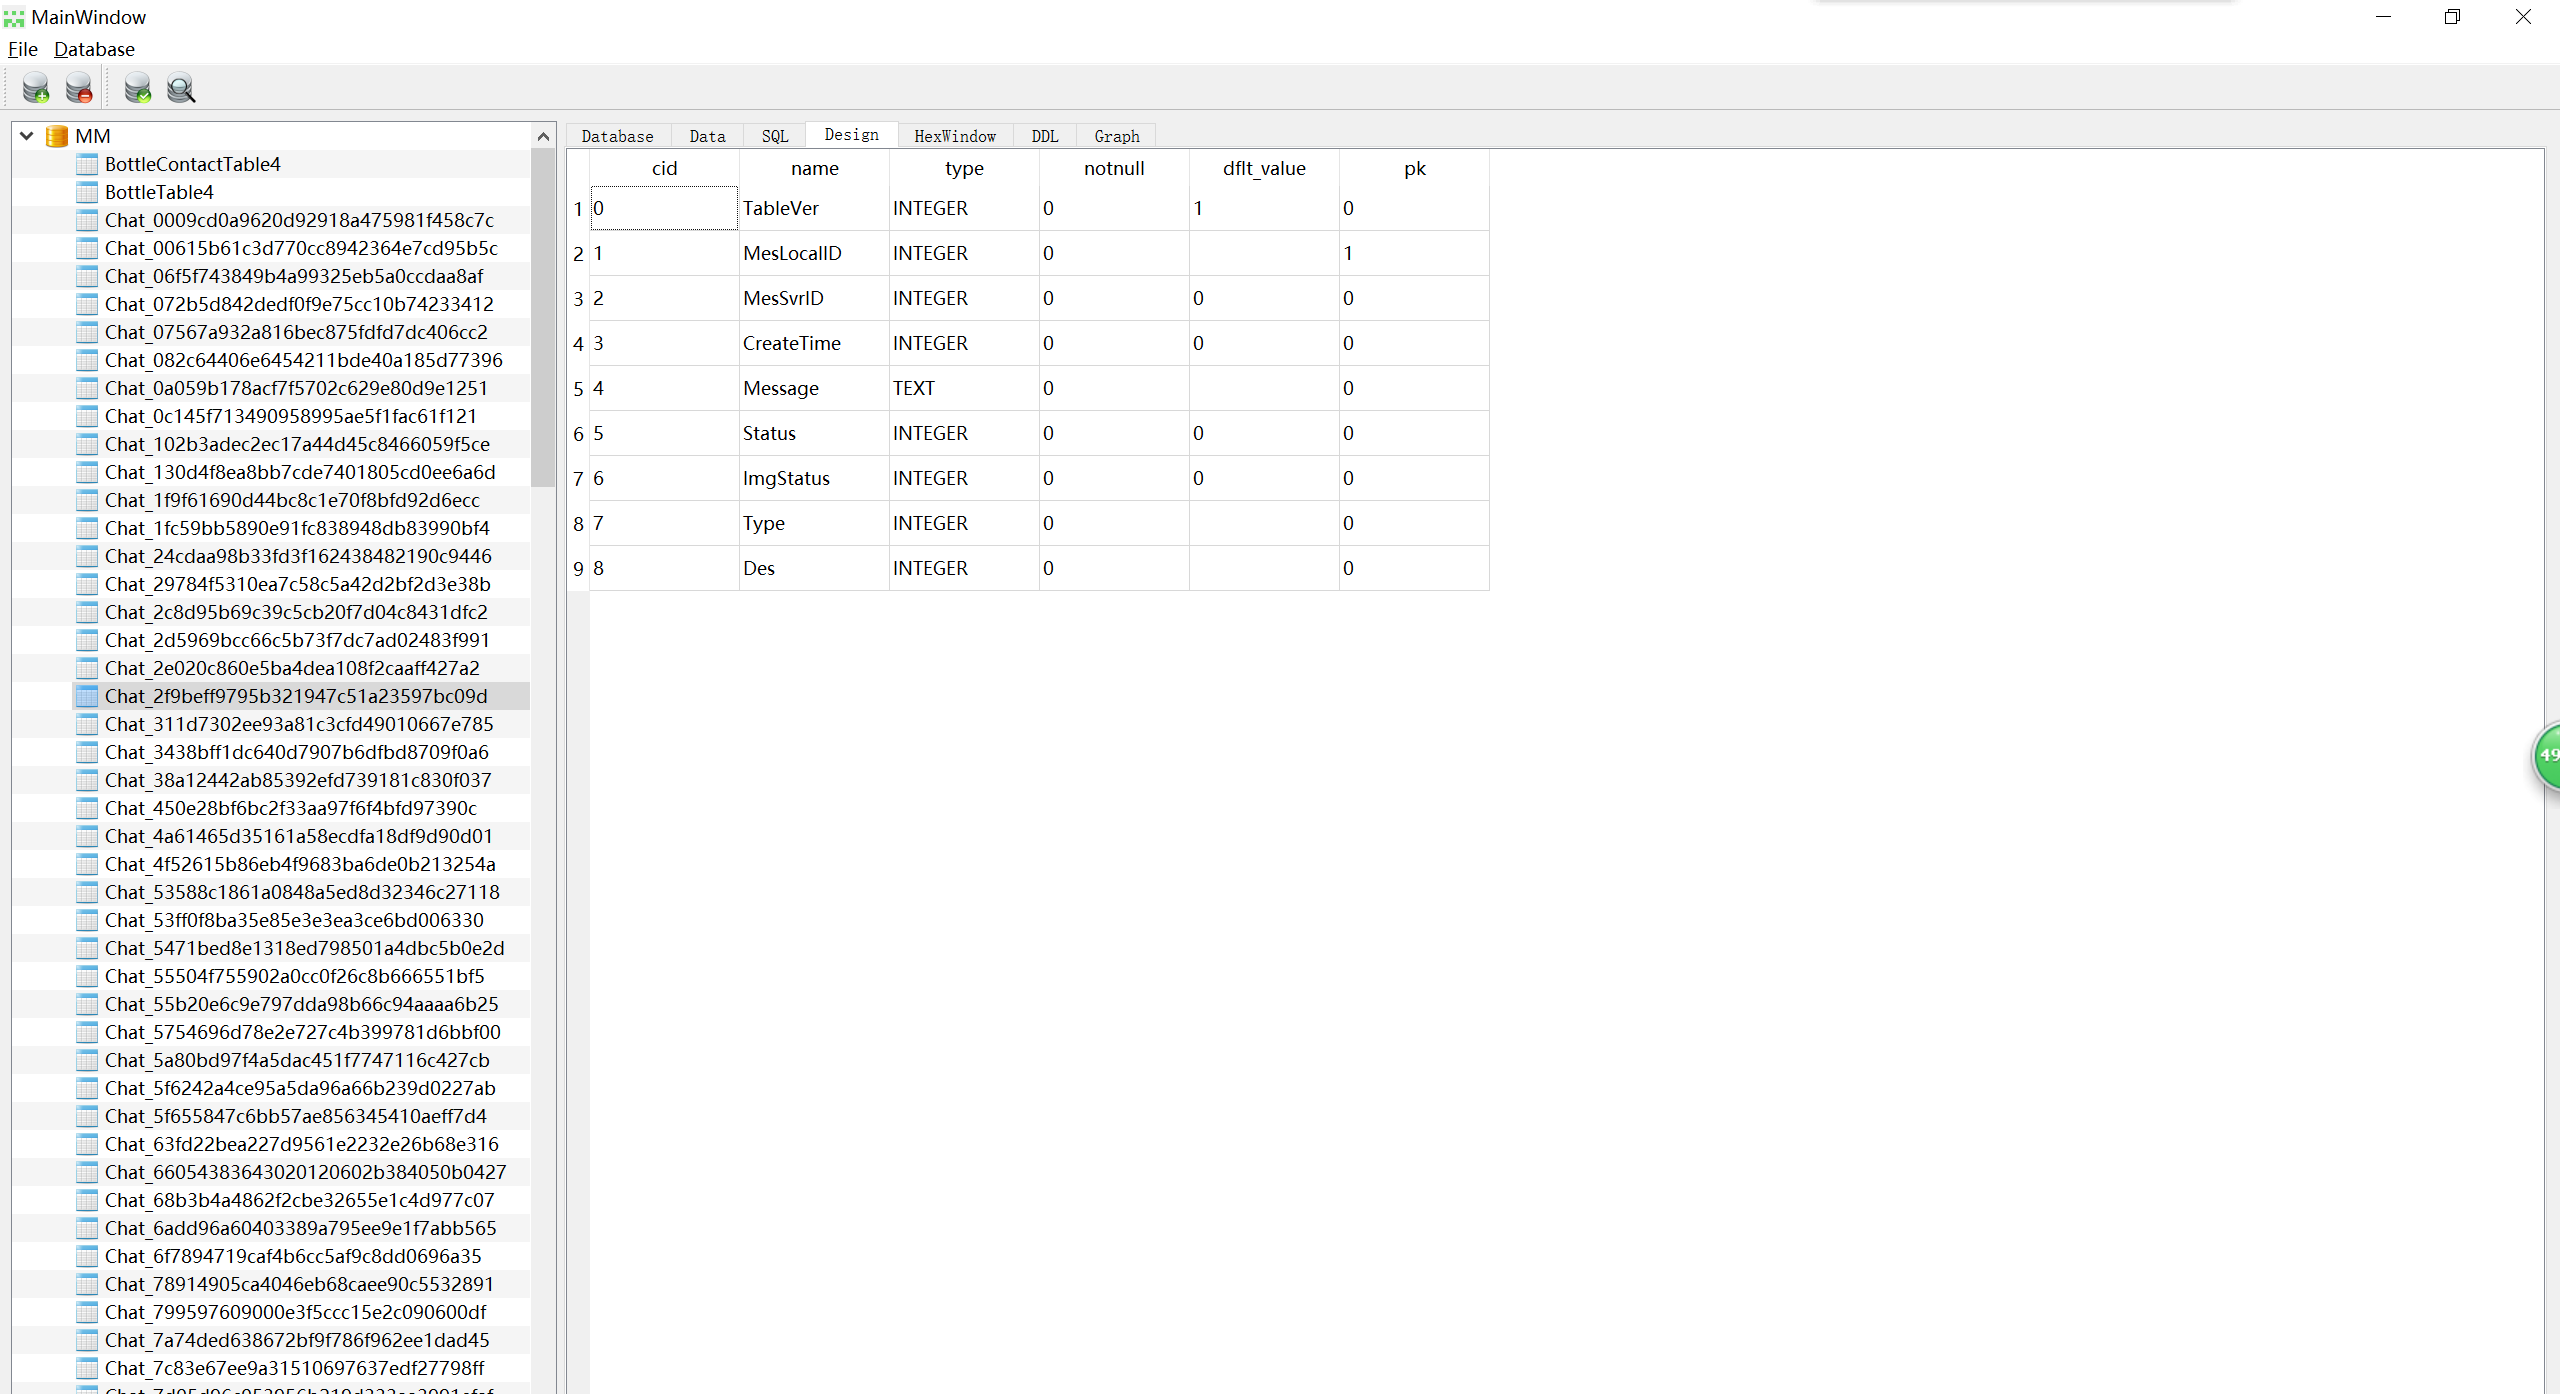 MainWindow
File Database
MM
BottleContactTable4
BottleTable4
Chat_0009cd0a9620d92918a475981f458c7c
Chat_00615b61c3d770cc8942364e7cd95b5c
Chat_06f5f743849b4a99325eb5a0ccdaa8af
Chat_072b5d842dedf0f9e75cc10b74233412
Chat_07567a932a816bec875fdfd7dc406cc2
Chat_082c64406e6454211bde40a185d77396
Chat_0a059b178acf7f5702c629e80d9e1251
Chat_0c145f713490958995ae5f1fac61f121
Chat_102b3adec2ec17a44d45c8466059f5ce
Chat_130d4f8ea8bb7cde7401805cd0ee6a6d
Chat_1f9f61690d44bc8c1e70f8bfd92d6ecc
Chat_1fc59bb5890e91fc838948db83990bf4
Chat_24cdaa98b33fd3f162438482190c9446
Chat_29784f5310ea7c58c5a42d2bf2d3e38b
Chat_2c8d95b69c39c5cb20f7d04c8431dfc2
Chat_2d5969bcc66c5b73f7dc7ad02483f991
Chat_2e020c860e5ba4dea108f2caaff427a2
Chat_2f9beff9795b321947c51a23597bc09d
Chat_311d7302ee93a81c3cfd49010667e785
Chat_3438bff1dc640d7907b6dfbd8709f0a6
Chat_38a12442ab85392efd739181c830f037
Chat_450e28bf6bc2f33aa97f6f4bfd97390c
Chat_4a61465d35161a58ecdfa18df9d90d01
Chat_4f52615b86eb4f9683ba6de0b213254a
Chat_53588c1861a0848a5ed8d32346c27118
Chat_53ff0f8ba35e85e3e3ea3ce6bd006330
Chat_5471bed8e1318ed798501a4dbc5b0e2d
Chat_55504f755902a0cc0f26c8b666551bf5
Chat_55b20e6c9e797dda98b66c94aaaa6b25
Chat_5754696d78e2e727c4b399781d6bbf00
Chat_5a80bd97f4a5dac451f7747116c427cb
Chat_5f6242a4ce95a5da96a66b239d0227ab
Chat_5f655847c6bb57ae856345410aeff7d4
Chat_63fd22bea227d9561e2232e26b68e316
Chat_66054383643020120602b384050b0427
Chat_68b3b4a4862f2cbe32655e1c4d977c07
Chat_6add96a60403389a795ee9e1f7abb565
Chat_6f7894719caf4b6cc5af9c8dd0696a35
Chat_78914905ca4046eb68caee90c5532891
Chat_799597609000e3f5ccc15e2c090600df
Chat_7a74ded638672bf9f786f962ee1dad45
Chat_7c83e67ee9a31510697637edf27798ff
Database Data SQL Design HexWindow DDL Graph
cid name type notnull dflt_value pk
1 0 TableVer INTEGER 0 1 0
2 1 MesLocalID INTEGER 0 1
3 2 MesSvrID INTEGER 0 0 0
4 3 CreateTime INTEGER 0 0 0
5 4 Message TEXT 0 0
6 5 Status INTEGER 0 0 0
7 6 ImgStatus INTEGER 0 0 0
8 7 Type INTEGER 0 0
9 8 Des INTEGER 0 0
49